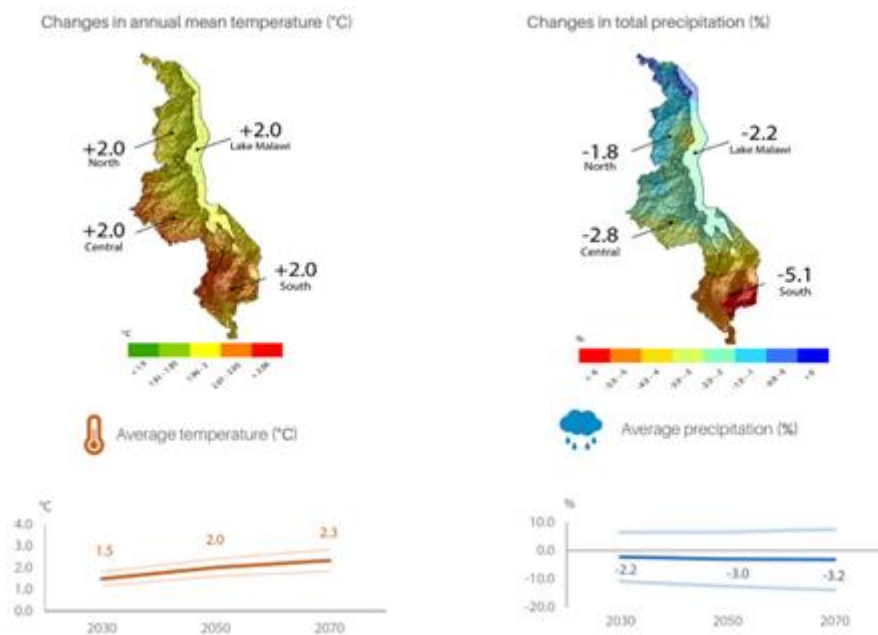 Changes in annual mean temperature (°C)
+2.0
North
+2.0
Lake Malawi
+2.0
Central
+2.0
South
°C
Changes in total precipitation (%)
-1.8
North
-2.2
Lake Malawi
-2.8
Central
-5.1
South
%
Average temperature (°C)
°C
4.0
3.0
2.0
1.0
0.0
1.5
2.0
2.3
2030
2050
2070
Average precipitation (%)
%
10.0
0.0
-10.0
-20.0
-2.2
-3.0
-3.2
2030
2050
2070